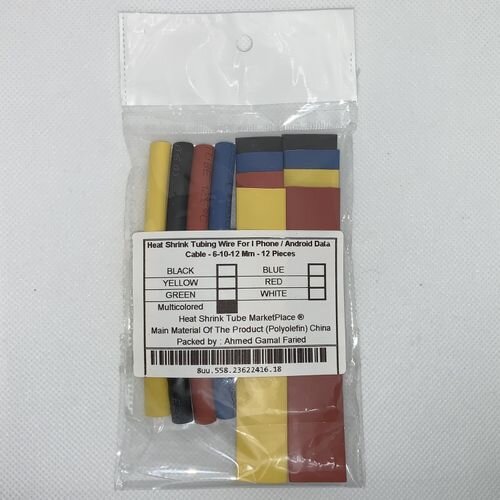 Heat Shrink Tubing Wire For I Phone / Android Data
Cable - 6-10-12 Mm - 12 Pieces
BLACK BLUE
YELLOW RED
GREEN WHITE
Multicolored
Heat Shrink Tube MarketPlace ®
Main Material Of The Product (Polyolefin) China
Packed by : Ahmed Gamal Faried
8uu.558.23622416.18